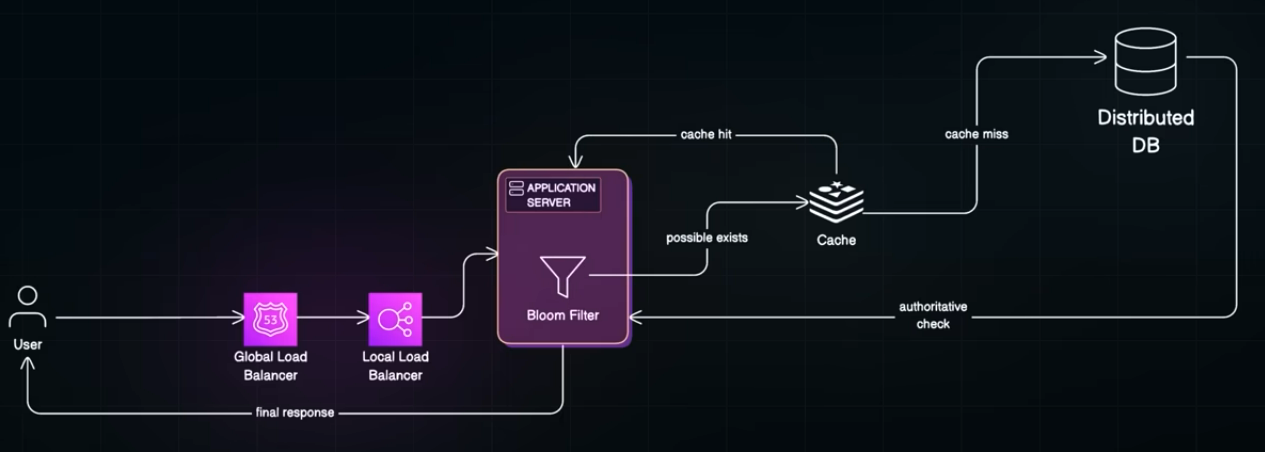 Distributed
DB
cache hit
cache miss
APPLICATION
SERVER
possible exists
Cache
53
Bloom Filter
authoritative
check
User
Global Load
Balancer
Local Load
Balancer
final response